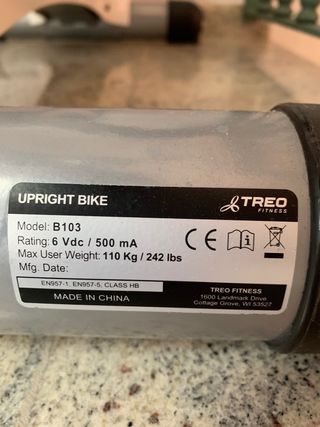 UPRIGHT BIKE
TREO
FITNESS
Model: B103
Rating: 6 Vdc / 500 mA
Max User Weight: 110 Kg / 242 lbs
Mfg. Date:
CE
EN957-1, EN957-5, CLASS HB
MADE IN CHINA
TREO FITNESS
1600 Landmark Drive
Cottage Grove, WI 53527